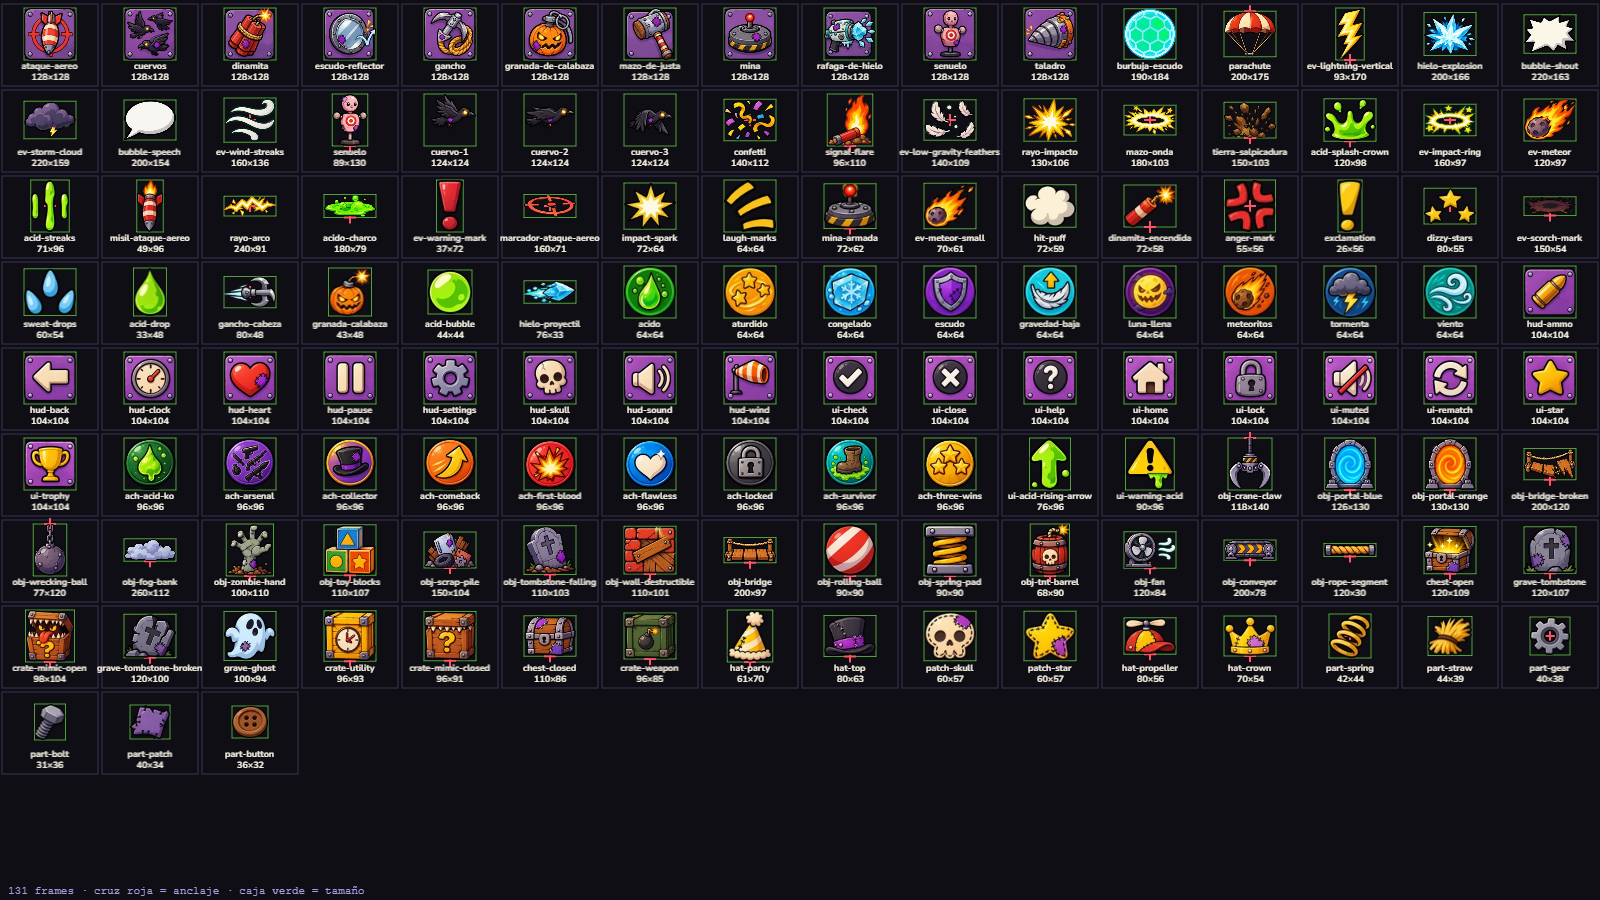 ataque-aereo cuervos dinamita escudo-reflector gancho granada-de-calabaza mazo-de-justa mina rafaga-de-hielo senuelo taladro burbuja-escudo parachute ev-lightning-vertical hielo-explosion bubble-shout
128×128 128×128 128×128 128×128 128×128 128×128 128×128 128×128 128×128 128×128 128×128 190×184 200×175 93×170 200×166 220×163
ev-storm-cloud bubble-speech ev-wind-streaks senuelo cuervo-1 cuervo-2 cuervo-3 confetti signal-flare ev-low-gravity-feathers rayo-impacto mazo-onda tierra-salpicadura acid-splash-crown ev-impact-ring ev-meteor
220×159 200×154 160×136 89×130 124×124 124×124 124×124 140×112 96×110 140×109 130×106 180×103 150×103 120×98 160×97 120×97
acid-streaks misil-ataque-aereo rayo-arco acido-charco ev-warning-mark marcador-ataque-aereo impact-spark laugh-marks mina-armada ev-meteor-small hit-puff dinamita-encendida anger-mark exclamation dizzy-stars ev-scorch-mark
71×96 49×96 240×91 180×79 37×72 160×71 72×64 64×64 72×62 70×61 72×59 72×58 55×56 26×56 80×55 150×54
sweat-drops acid-drop gancho-cabeza granada-calabaza acid-bubble hielo-proyectil acido aturdido congelado escudo gravedad-baja luna-llena meteoritos tormenta viento hud-ammo
60×54 33×48 80×48 43×48 44×44 76×33 64×64 64×64 64×64 64×64 64×64 64×64 64×64 64×64 64×64 104×104
hud-back hud-clock hud-heart hud-pause hud-settings hud-skull hud-sound hud-wind ui-check ui-close ui-help ui-home ui-lock ui-muted ui-rematch ui-star
104×104 104×104 104×104 104×104 104×104 104×104 104×104 104×104 104×104 104×104 104×104 104×104 104×104 104×104 104×104 104×104
ui-trophy ach-acid-ko ach-arsenal ach-collector ach-comeback ach-first-blood ach-flawless ach-locked ach-survivor ach-three-wins ui-acid-rising-arrow ui-warning-acid obj-crane-claw obj-portal-blue obj-portal-orange obj-bridge-broken
104×104 96×96 96×96 96×96 96×96 96×96 96×96 96×96 96×96 96×96 76×96 90×96 118×140 126×130 130×130 200×120
obj-wrecking-ball obj-fog-bank obj-zombie-hand obj-toy-blocks obj-scrap-pile obj-tombstone-falling obj-wall-destructible obj-bridge obj-rolling-ball obj-spring-pad obj-tnt-barrel obj-fan obj-conveyor obj-rope-segment chest-open grave-tombstone
77×120 260×112 100×110 110×107 150×104 110×103 110×101 200×97 90×90 90×90 68×90 120×84 200×78 120×30 120×109 120×107
crate-mimic-open grave-tombstone-broken grave-ghost crate-utility crate-mimic-closed chest-closed crate-weapon hat-party hat-top patch-skull patch-star hat-propeller hat-crown part-spring part-straw part-gear
98×104 120×100 100×94 96×93 96×91 110×86 96×85 61×70 80×63 60×57 60×57 80×56 70×54 42×44 44×39 40×38
part-bolt part-patch part-button
31×36 40×34 36×32
131 frames · cruz roja = anclaje · caja verde = tamaño